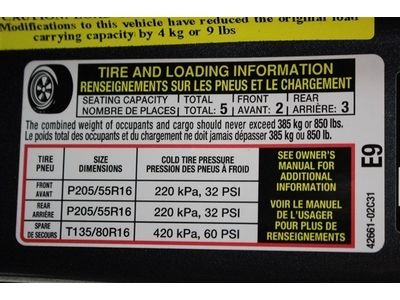 CAUTION:
Modifications to this vehicle have reduced the original load
carrying capacity by 4 kg or 9 lbs
TIRE AND LOADING INFORMATION
RENSEIGNEMENTS SUR LES PNEUS ET LE CHARGEMENT
SEATING CAPACITY TOTAL FRONT REAR
NOMBRE DE PLACES TOTAL: 5 AVANT: 2 ARRIÈRE: 3
The combined weight of occupants and cargo should never exceed 385 kg or 850 lbs.
Le poids total des occupants et du chargement ne doit jamais dépasser 385 kg ou 850 lb.
TIRE SIZE COLD TIRE PRESSURE
PNEU DIMENSIONS PRESSION DES PNEUS À FROID
FRONT
AVANT P205/55R16 220 kPa, 32 PSI
REAR
ARRIÈRE P205/55R16 220 kPa, 32 PSI
SPARE
DE SECOURS T135/80R16 420 kPa, 60 PSI
SEE OWNER'S
MANUAL FOR
ADDITIONAL
INFORMATION
VOIR LE MANUEL
DE L'USAGER
POUR PLUS DE
RENSEIGNEMENTS
E9
42661-02C31